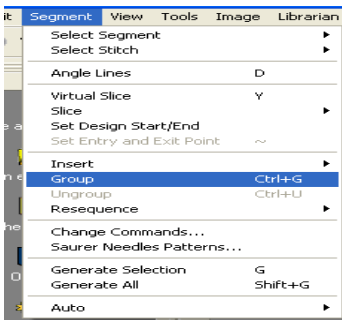 it Segment View Tools Image Librarian
Select Segment
Select Stitch
Angle Lines D
Virtual Slice Y
Slice
Set Design Start/End
Set Entry and Exit Point ~
Insert
Group Ctrl+G
Ungroup Ctrl+U
Resequence
Change Commands...
Saurer Needles Patterns...
Generate Selection G
Generate All Shift+G
Auto